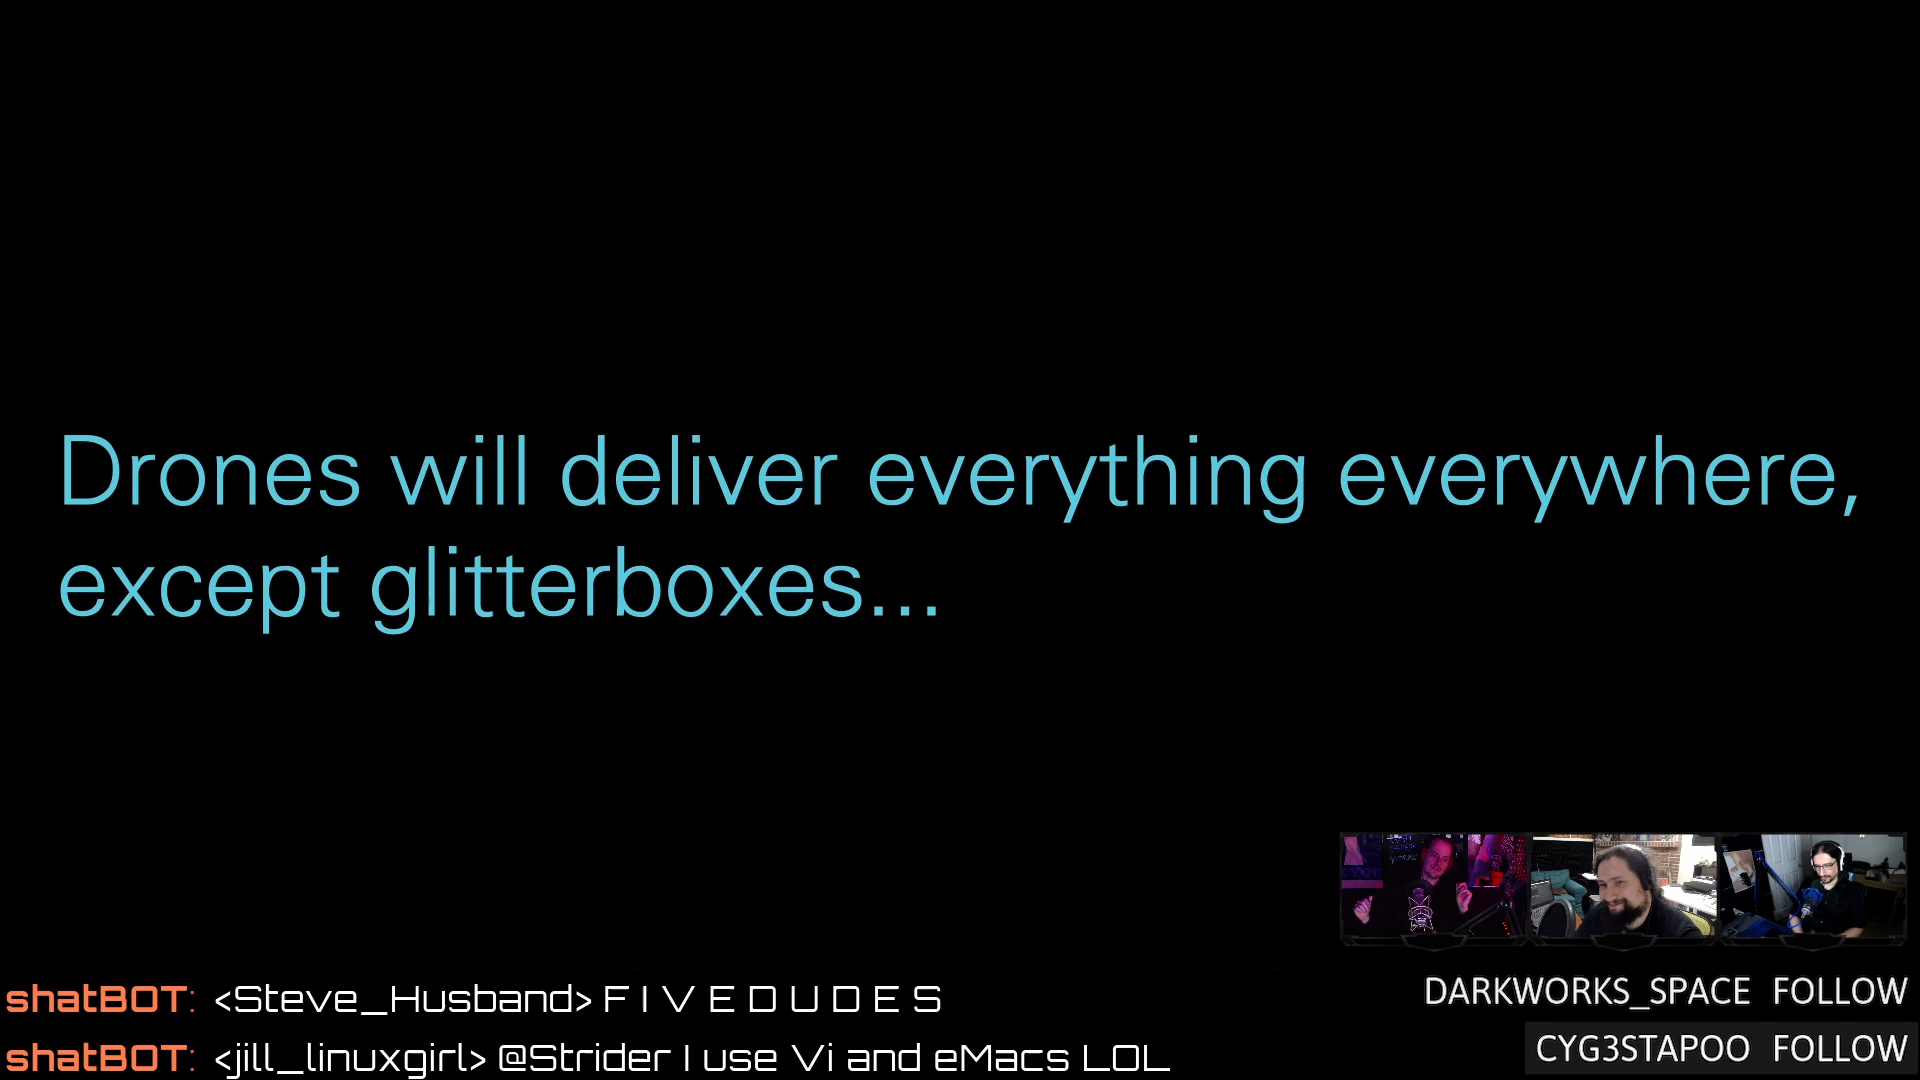 Drones will deliver everything everywhere,
except glitterboxes...
shatBOT: <Steve_Husband> F I V E D U D E S
shatBOT: <jill_linuxgirl> @Strider I use Vi and eMacs LOL
DARKWORKS_SPACE FOLLOW
CYG3STAPOO FOLLOW